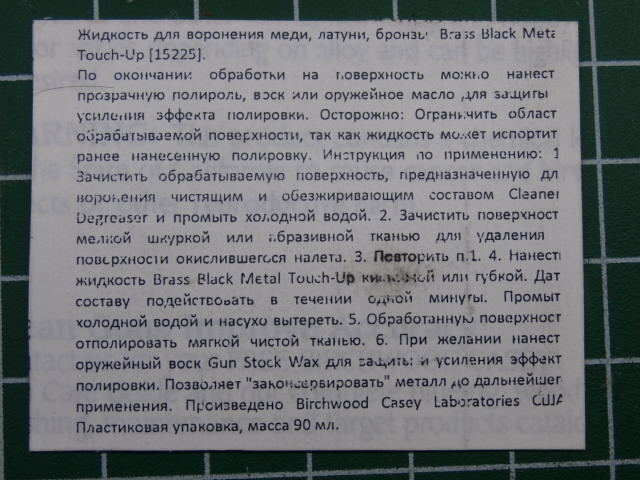 Жидкость для воронения меди, латуни, бронзы Brass Black Meta
Touch-Up [15225].
По окончании обработки на поверхность можно нанест
прозрачную полироль, воск или оружейное масло для защиты
усиления эффекта полировки. Осторожно: Ограничить област
обрабатываемой поверхности, так как жидкость может испортит
ранее нанесенную полировку. Инструкция по применению: 1
Зачистить обрабатываемую поверхность, предназначенную дл
воронения чистящим и обезжиривающим составом Cleaner
Degreaser и промыть холодной водой. 2. Зачистить поверхност
мелкой шкуркой или абразивной тканью для удаления
поверхности окислившегося налета. 3. Повторить п.1. 4. Нанести
жидкость Brass Black Metal Touch-Up кисточкой или губкой. Дат
составу подействовать в течении одной минуты. Промыт
холодной водой и насухо вытереть. 5. Обработанную поверхност
отполировать мягкой чистой тканью. 6. При желании нанест
оружейный воск Gun Stock Wax для защиты и усиления эффект
полировки. Позволяет "законсервировать" металл до дальнейшег
применения. Произведено Birchwood Casey Laboratories США
Пластиковая упаковка, масса 90 мл.